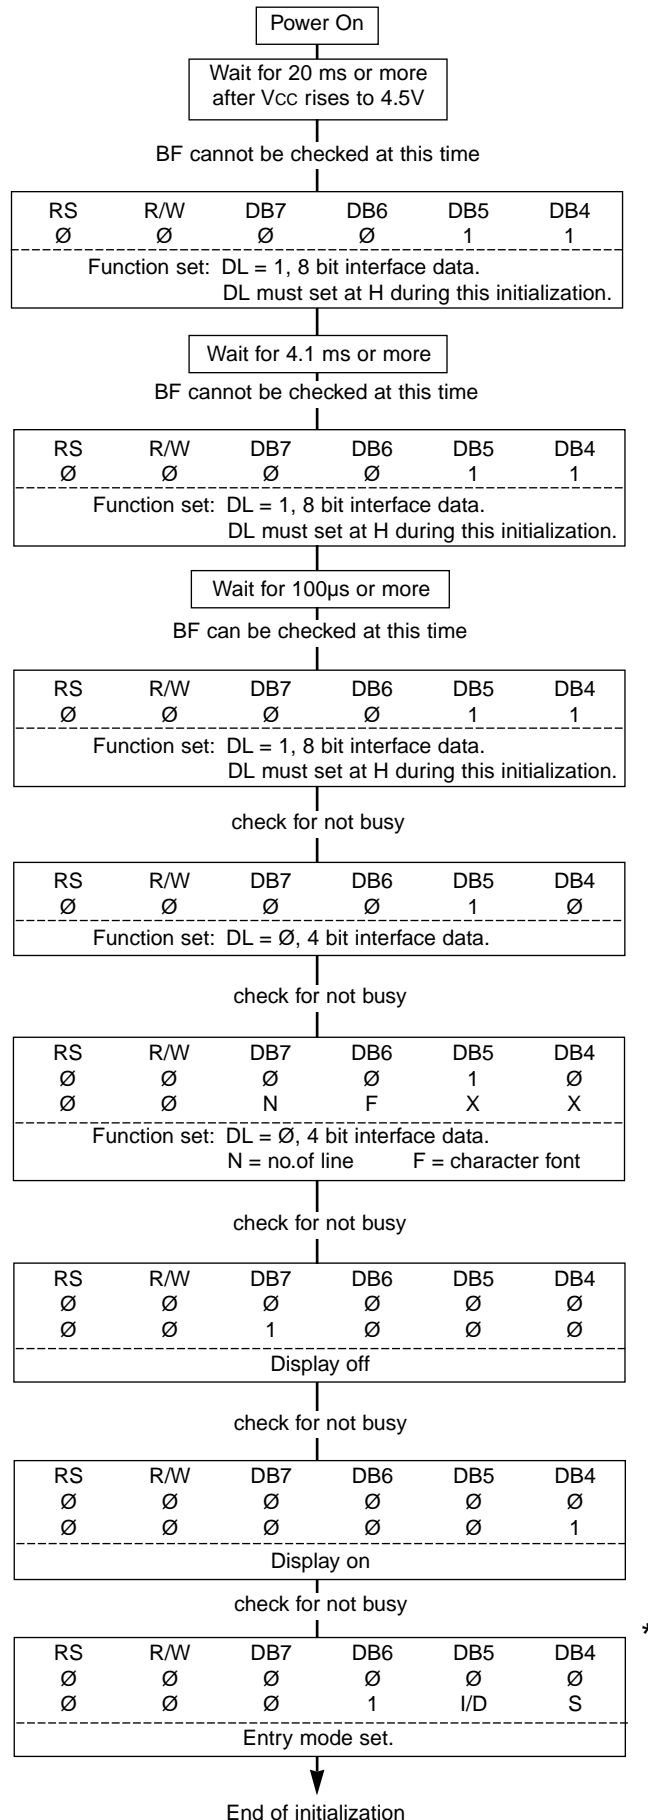 Power On
Wait for 20 ms or more
after Vcc rises to 4.5V
BF cannot be checked at this time
RS R/W DB7 DB6 DB5 DB4
Ø Ø Ø Ø 1 1
Function set: DL = 1, 8 bit interface data.
DL must set at H during this initialization.
Wait for 4.1 ms or more
BF cannot be checked at this time
RS R/W DB7 DB6 DB5 DB4
Ø Ø Ø Ø 1 1
Function set: DL = 1, 8 bit interface data.
DL must set at H during this initialization.
Wait for 100µs or more
BF can be checked at this time
RS R/W DB7 DB6 DB5 DB4
Ø Ø Ø Ø 1 1
Function set: DL = 1, 8 bit interface data.
DL must set at H during this initialization.
check for not busy
RS R/W DB7 DB6 DB5 DB4
Ø Ø Ø Ø 1 Ø
Function set: DL = Ø, 4 bit interface data.
check for not busy
RS R/W DB7 DB6 DB5 DB4
Ø Ø Ø Ø 1 Ø
Ø Ø N F X X
Function set: DL = Ø, 4 bit interface data.
N = no.of line F = character font
check for not busy
RS R/W DB7 DB6 DB5 DB4
Ø Ø Ø Ø Ø Ø
Ø Ø 1 Ø Ø Ø
Display off
check for not busy
RS R/W DB7 DB6 DB5 DB4
Ø Ø Ø Ø Ø Ø
Ø Ø Ø Ø Ø 1
Display on
check for not busy
*
RS R/W DB7 DB6 DB5 DB4
Ø Ø Ø Ø Ø Ø
Ø Ø Ø 1 I/D S
Entry mode set.
End of initialization